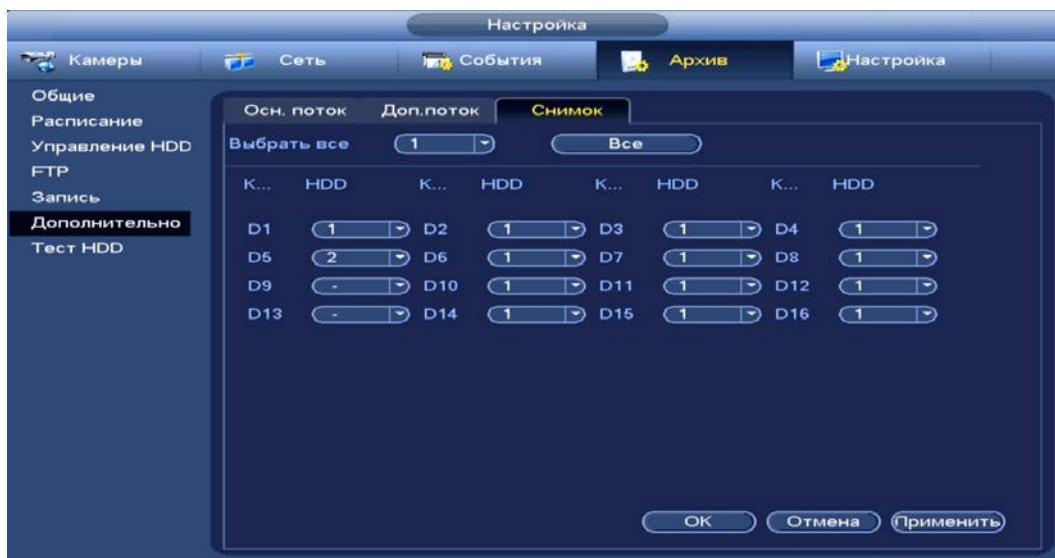 Настройка
Камеры Сеть События Архив Настройка
Общие
Расписание
Управление HDD
FTP
Запись
Дополнительно
Тест HDD
Осн. поток Доп.поток Снимок
Выбрать все 1 Все
К... HDD К... HDD К... HDD К... HDD
D1 1 D2 1 D3 1 D4 1
D5 2 D6 1 D7 1 D8 1
D9 - D10 1 D11 1 D12 1
D13 - D14 1 D15 1 D16 1
OK Отмена Применить